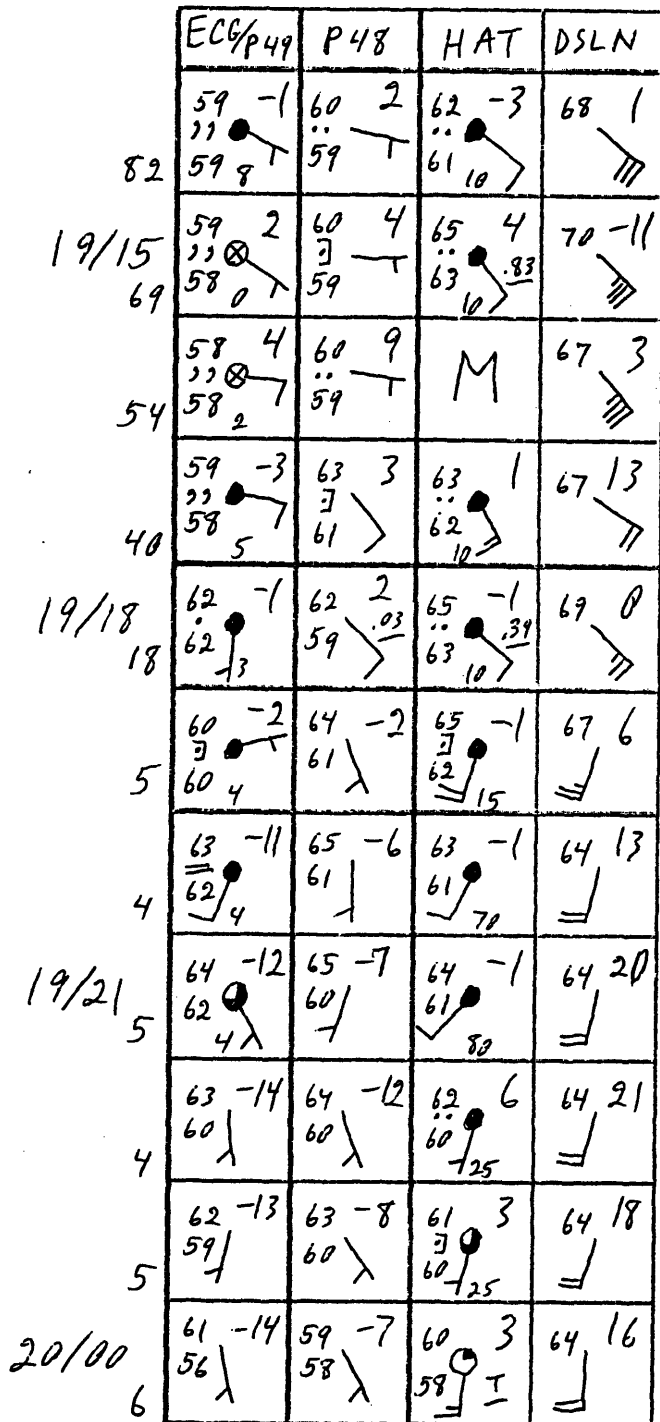 ECG/P49 P48 HAT DSLN
59 -1 60 2 62 -3 68 1
,, ..  ..
82 59 8 59 61 10
59 2 60 4 65 4 70 -11
19/15 ,, .. .83
69 58 0 59 63 10
58 4 60 9 M 67 3
,, ..
54 58 2 59
59 -3 63 3 63 1 67 13
,, ..
40 58 5 61 62 10
19/18 62 -1 62 2 65 -1 69 0
. .03 .. .39
18 62 3 59 63 10
60 -2 64 -2 65 -1 67 6
5 60 4 61 62 15
63 -11 65 -6 63 -1 64 13
4 62 4 61 61 70
19/21 64 -12 65 -7 64 -1 64 20
5 62 4 60 61 80
63 -14 64 -12 62 6 64 21
..
4 60 60 60 25
62 -13 63 -8 61 3 64 18
5 59 60 60 25
20/00 61 -14 59 -7 60 3 64 16
6 56 58 58 T